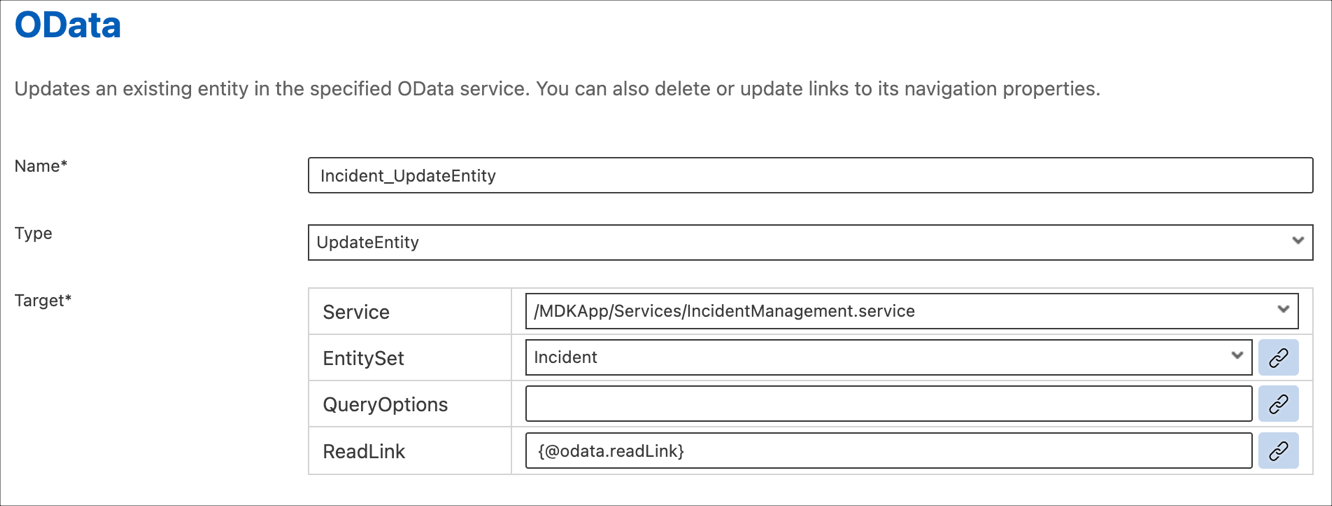 OData
Updates an existing entity in the specified OData service. You can also delete or update links to its navigation properties.
Name*
Incident_UpdateEntity
Type
UpdateEntity
Target*
Service
/MDKApp/Services/IncidentManagement.service
EntitySet
Incident
QueryOptions
ReadLink
{@odata.readLink}